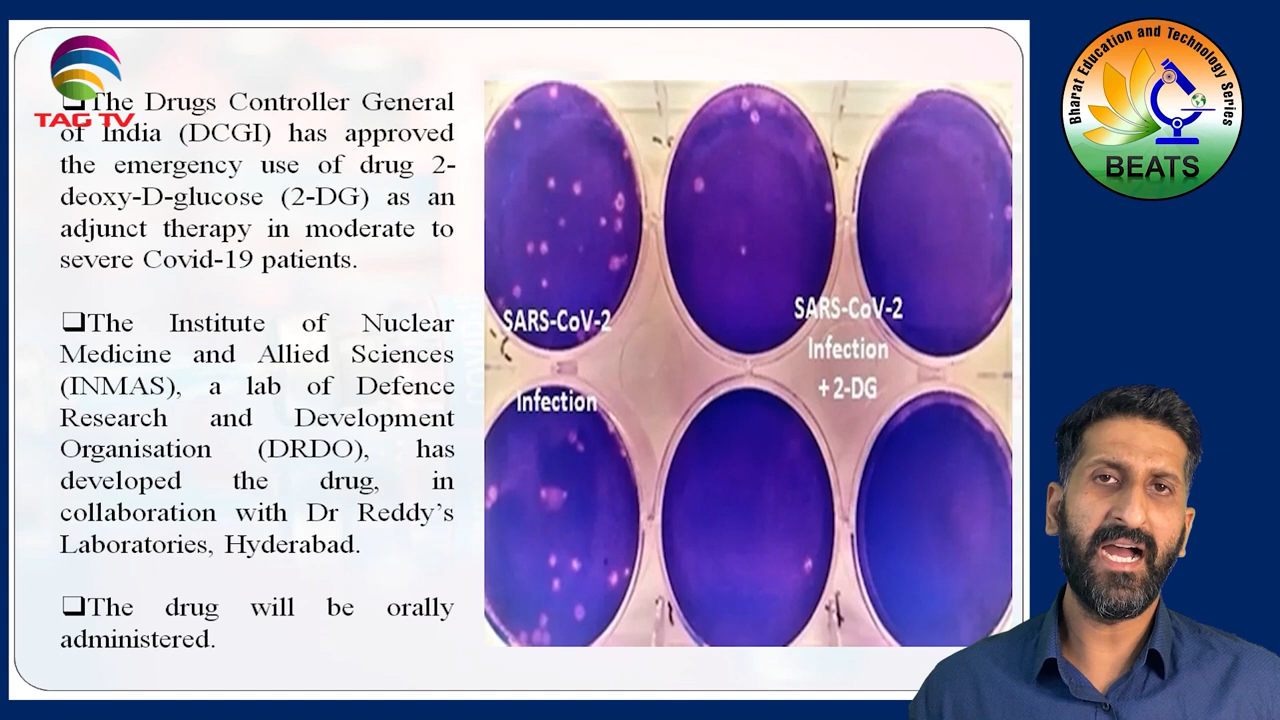 TAG TV
❑The Drugs Controller General
of India (DCGI) has approved
the emergency use of drug 2-
deoxy-D-glucose (2-DG) as an
adjunct therapy in moderate to
severe Covid-19 patients.
❑The Institute of Nuclear
Medicine and Allied Sciences
(INMAS), a lab of Defence
Research and Development
Organisation (DRDO), has
developed the drug, in
collaboration with Dr Reddy’s
Laboratories, Hyderabad.
❑The drug will be orally
administered.
SARS-CoV-2
Infection
SARS-CoV-2
Infection
+ 2-DG
Bharat Education and Technology Series
BEATS